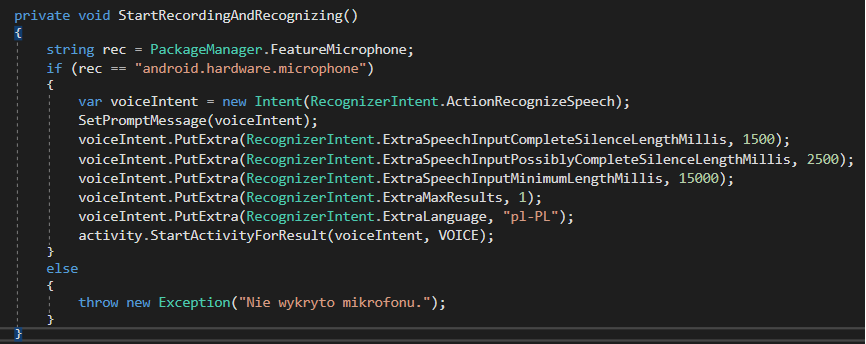 private void StartRecordingAndRecognizing()
{
string rec = PackageManager.FeatureMicrophone;
if (rec == "android.hardware.microphone")
{
var voiceIntent = new Intent(RecognizerIntent.ActionRecognizeSpeech);
SetPromptMessage(voiceIntent);
voiceIntent.PutExtra(RecognizerIntent.ExtraSpeechInputCompleteSilenceLengthMillis, 1500);
voiceIntent.PutExtra(RecognizerIntent.ExtraSpeechInputPossiblyCompleteSilenceLengthMillis, 2500);
voiceIntent.PutExtra(RecognizerIntent.ExtraSpeechInputMinimumLengthMillis, 15000);
voiceIntent.PutExtra(RecognizerIntent.ExtraMaxResults, 1);
voiceIntent.PutExtra(RecognizerIntent.ExtraLanguage, "pl-PL");
activity.StartActivityForResult(voiceIntent, VOICE);
}
else
{
throw new Exception("Nie wykryto mikrofonu.");
}
}